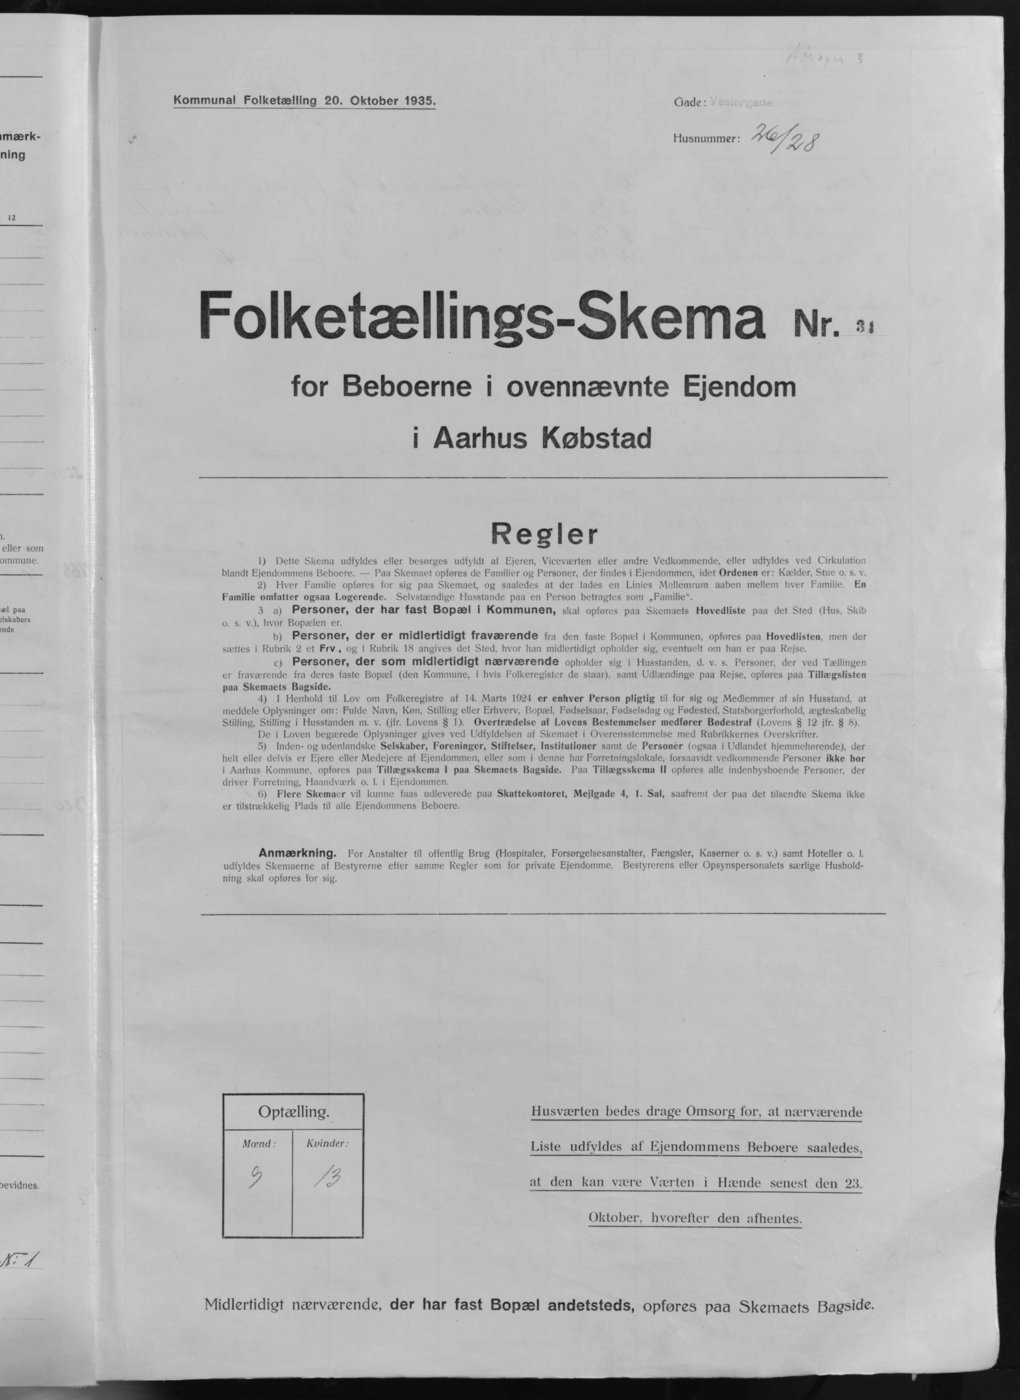 Kommunal Folketælling 20. Oktober 1935.
Gade: Vestergade
Husnummer: 26/28
Folketællings-Skema Nr. 31
for Beboerne i ovennævnte Ejendom
i Aarhus Købstad
Regler
1) Dette Skema udfyldes eller besørges udfyldt af Ejeren, Viceværten eller andre Vedkommende, eller udfyldes ved Cirkulation
blandt Ejendommens Beboere. — Paa Skemaet opføres de Familier og Personer, der findes i Ejendommen, idet Ordenen er: Kælder, Stue o. s. v.
2) Hver Familie opføres for sig paa Skemaet, og saaledes at der lades en Linies Mellemrum aaben mellem hver Familie. En
Familie omfatter ogsaa Logerende. Selvstændige Husstande paa en Person betragtes som „Familie“.
3 a) Personer, der har fast Bopæl i Kommunen, skal opføres paa Skemaets Hovedliste paa det Sted (Hus, Skib
o. s. v.), hvor Bopælen er.
b) Personer, der er midlertidigt fraværende fra den faste Bopæl i Kommunen, opføres paa Hovedlisten, men der
sættes i Rubrik 2 et Frv, og i Rubrik 18 angives det Sted, hvor han midlertidigt opholder sig, eventuelt om han er paa Rejse.
c) Personer, der som midlertidigt nærværende opholder sig i Husstanden, d. v. s. Personer, der ved Tællingen
er fraværende fra deres faste Bopæl (den Kommune, i hvis Folkeregister de staar), samt Udlændinge paa Rejse, opføres paa Tillægslisten
paa Skemaets Bagside.
4) I Henhold til Lov om Folkeregistre af 14. Marts 1924 er enhver Person pligtig til for sig og Medlemmer af sin Husstand, at
meddele Oplysninger om: Fulde Navn, Køn, Stilling eller Erhverv, Bopæl, Fødselsaar, Fødselsdag og Fødested, Statsborgerforhold, ægteskabelig
Stilling, Stilling i Husstanden m. v. (jfr. Lovens § 1). Overtrædelse af Lovens Bestemmelser medfører Bødestraf (Lovens § 12 jfr. § 8).
De i Loven begærede Oplysninger gives ved Udfyldelsen af Skemaet i Overensstemmelse med Rubrikkernes Overskrifter.
5) Inden- og udenlandske Selskaber, Foreninger, Stiftelser, Institutioner samt de Personer (ogsaa i Udlandet hjemmehørende), der
helt eller delvis er Ejere eller Medejere af Ejendommen, eller som i denne har Forretningslokale, forsaavidt vedkommende Personer ikke bor
i Aarhus Kommune, opføres paa Tillægsskema I paa Skemaets Bagside. Paa Tillægsskema II opføres alle indenbysboende Personer, der
driver Forretning, Haandværk o. l. i Ejendommen.
6) Flere Skemaer vil kunne faas udleverede paa Skattekontoret, Mejlgade 4, 1. Sal, saafremt der paa det tilsendte Skema ikke
er tilstrækkelig Plads til alle Ejendommens Beboere.
Anmærkning. For Anstalter til offentlig Brug (Hospitaler, Forsørgelsesanstalter, Fængsler, Kaserner o. s. v.) samt Hoteller o. l.
udfyldes Skemaerne af Bestyrerne efter samme Regler som for private Ejendomme. Bestyrerens eller Opsynspersonalets særlige Hushold-
ning skal opføres for sig.
Optælling.
Mænd: Kvinder:
9 13
Husværten bedes drage Omsorg for, at nærværende
Liste udfyldes af Ejendommens Beboere saaledes,
at den kan være Værten i Hænde senest den 23.
Oktober, hvorefter den afhentes.
Midlertidigt nærværende, der har fast Bopæl andetsteds, opføres paa Skemaets Bagside.
mærk-
ning
12
eller som
ommune.
æl paa
elskabers
ende
bevidnes.
Nr. 1